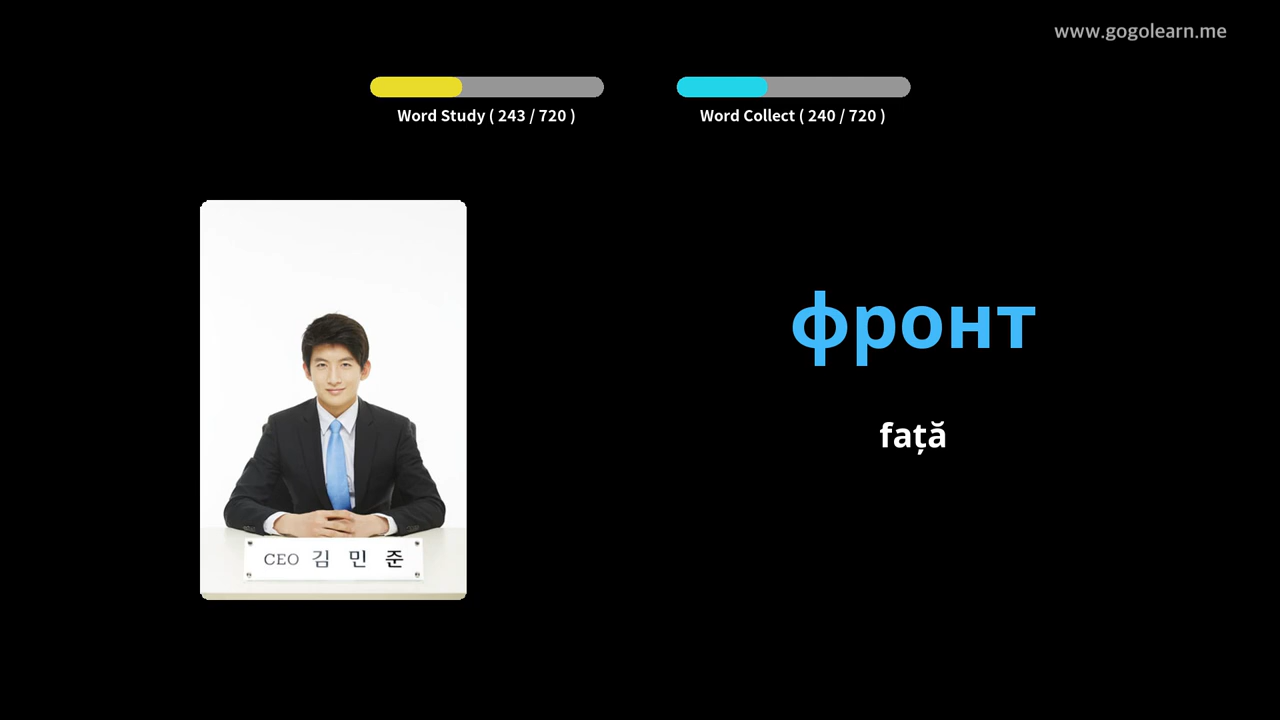 www.gogolearn.me
Word Study ( 243 / 720 )
Word Collect ( 240 / 720 )
фронт
față
CEO 김 민 준